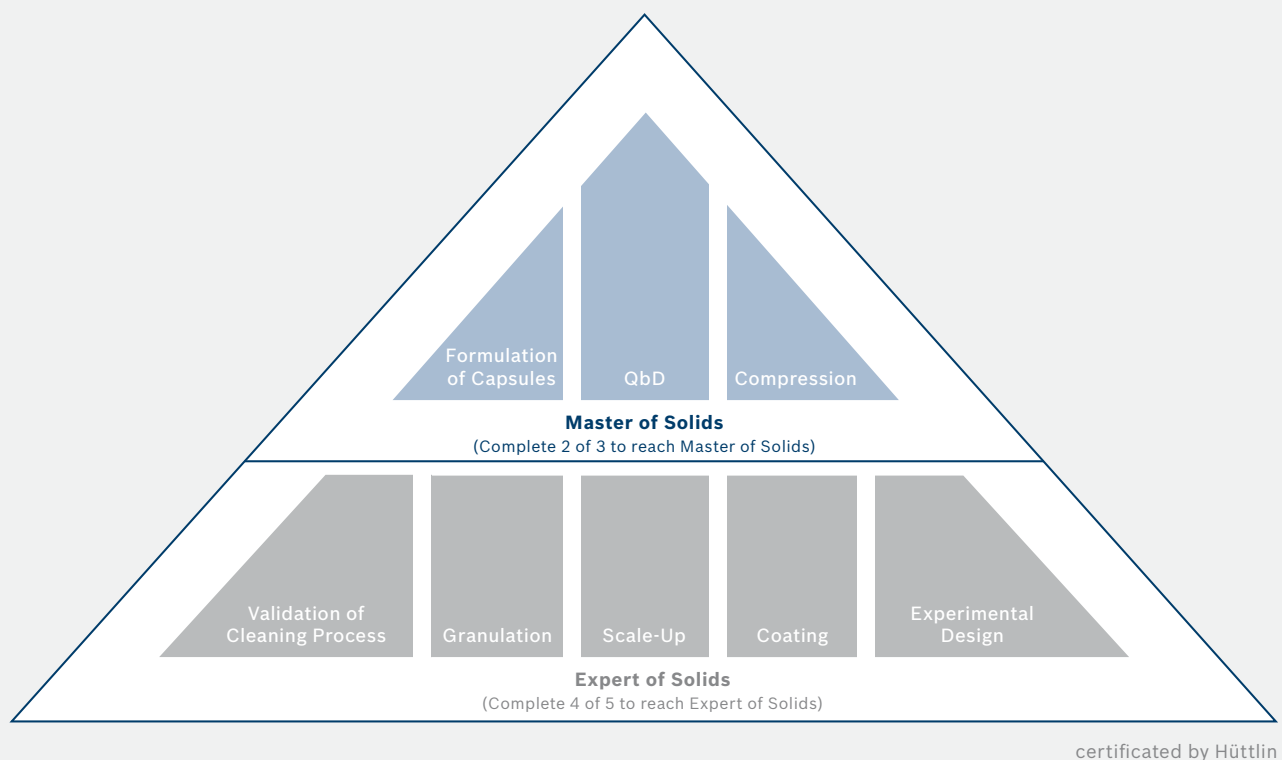 Formulation
of Capsules
QbD
Compression
Master of Solids
(Complete 2 of 3 to reach Master of Solids)
Validation of
Cleaning Process
Granulation
Scale-Up
Coating
Experimental
Design
Expert of Solids
(Complete 4 of 5 to reach Expert of Solids)
certificated by Hüttlin